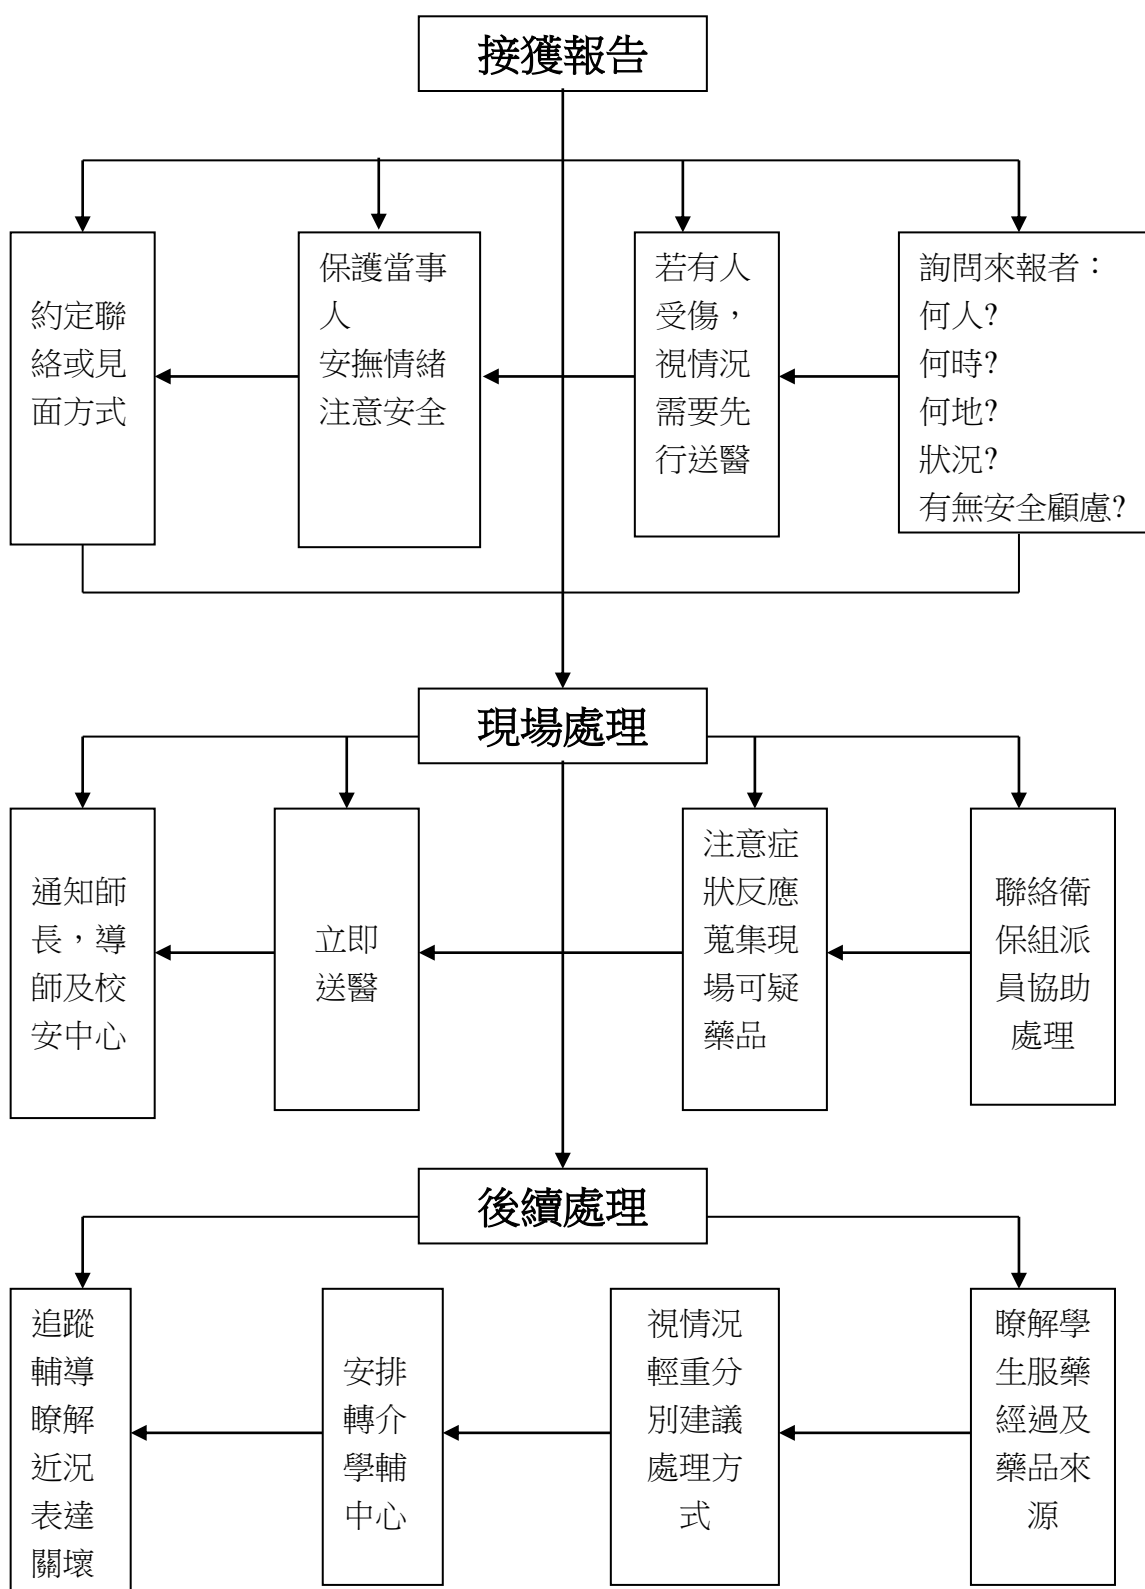 接獲報告
約定聯
絡或見
面方式
保護當事
人
安撫情緒
注意安全
若有人
受傷，
視情況
需要先
行送醫
詢問來報者：
何人?
何時?
何地?
狀況?
有無安全顧慮?
現場處理
通知師
長，導
師及校
安中心
立即
送醫
注意症
狀反應
蒐集現
場可疑
藥品
聯絡衛
保組派
員協助
處理
後續處理
追蹤
輔導
瞭解
近況
表達
關壞
安排
轉介
學輔
中心
視情況
輕重分
別建議
處理方
式
瞭解學
生服藥
經過及
藥品來
源